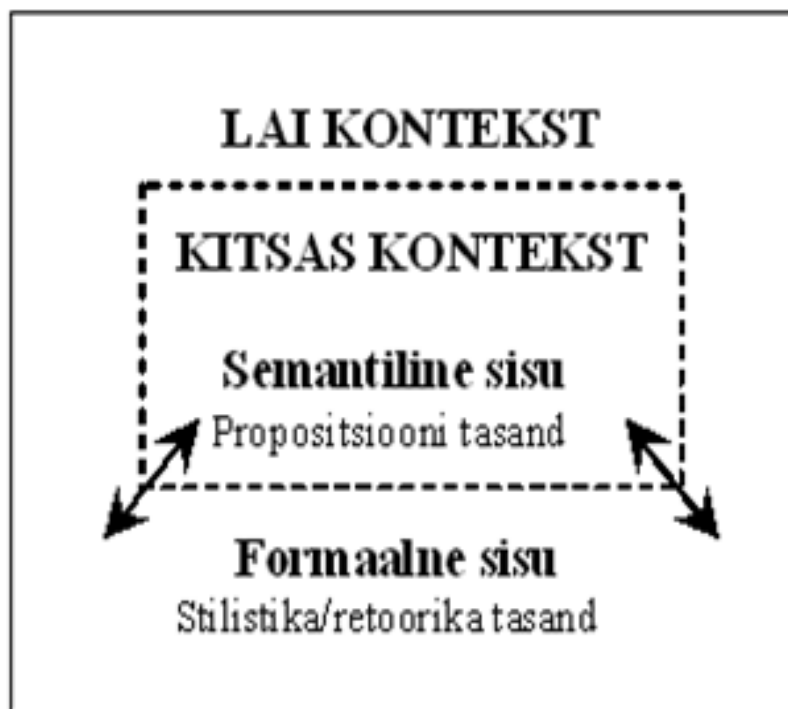 LAI KONTEKST
KITSAS KONTEKST
Semantiline sisu
Propositsiooni tasand
Formaalne sisu
Stilistika/retoorika tasand